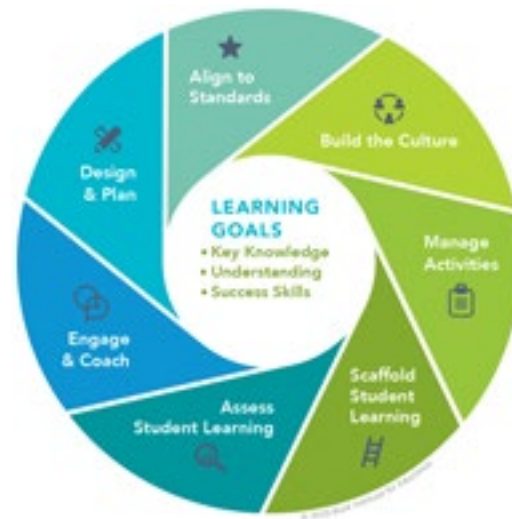 Align to
Standards
Build the Culture
Manage
Activities
Scaffold
Student
Learning
Assess
Student Learning
Engage
& Coach
Design
& Plan
LEARNING
GOALS
• Key Knowledge
• Understanding
• Success Skills